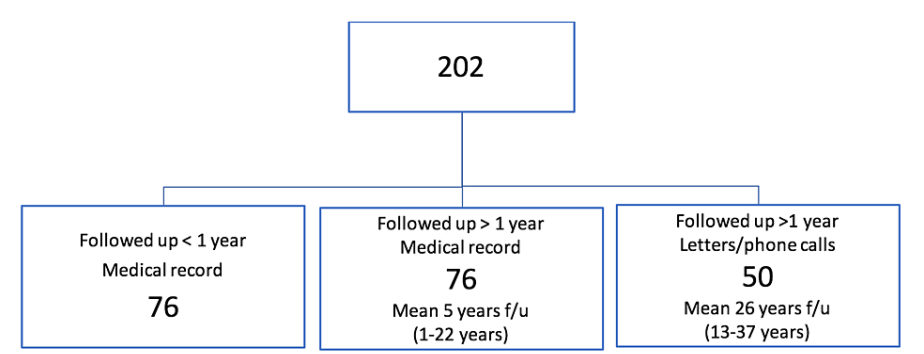 202
Followed up < 1 year
Medical record
76
Followed up > 1 year
Medical record
76
Mean 5 years f/u
(1-22 years)
Followed up >1 year
Letters/phone calls
50
Mean 26 years f/u
(13-37 years)